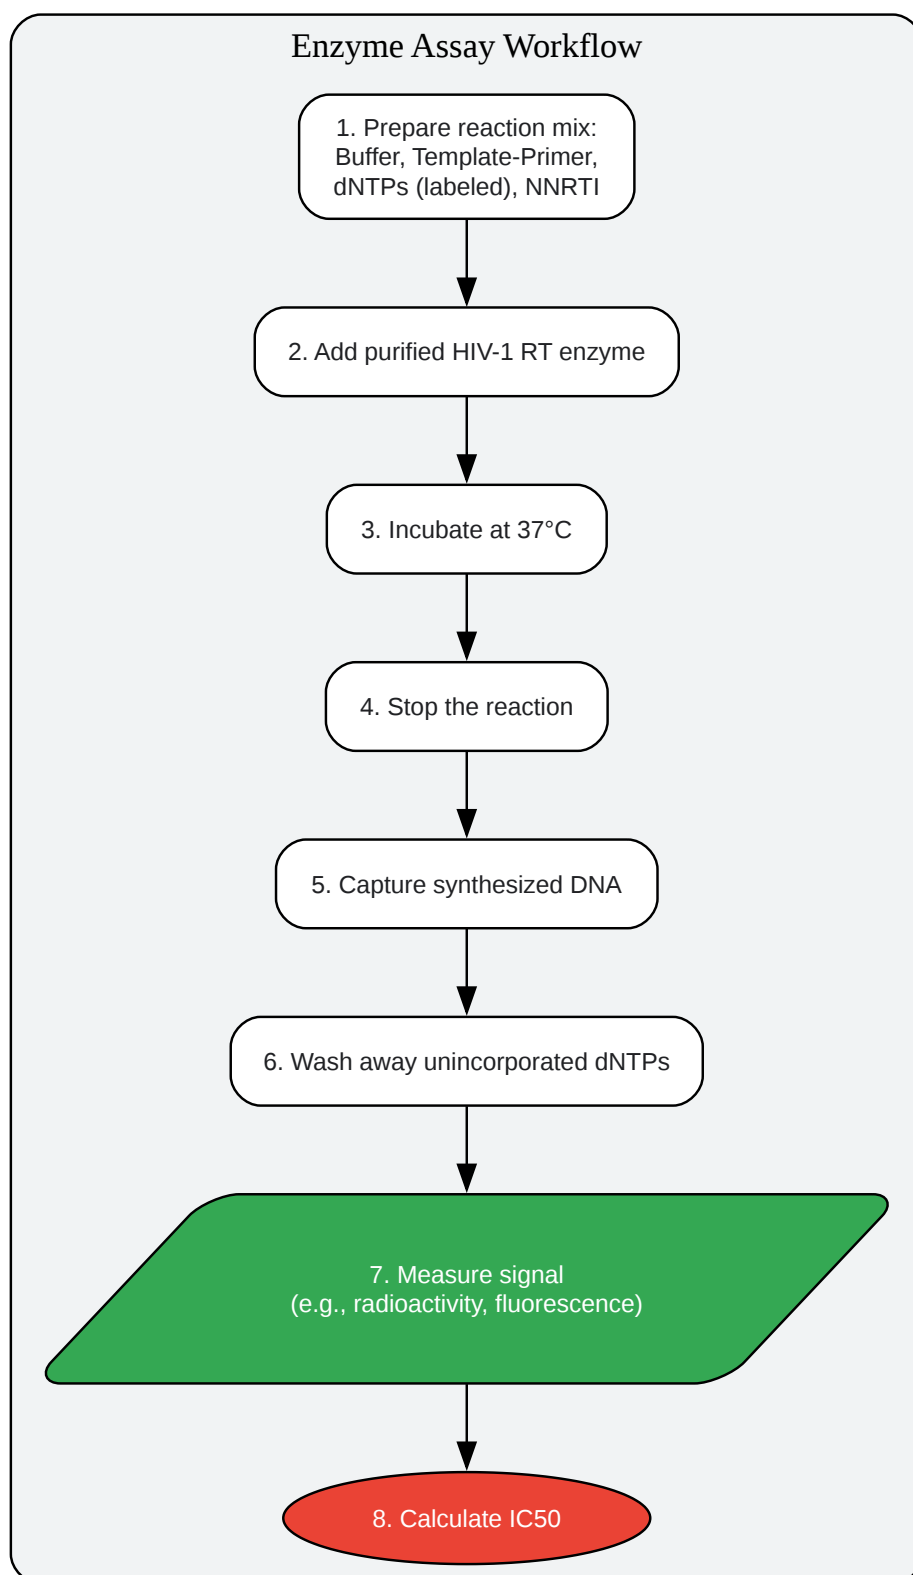 Enzyme Assay Workflow
1. Prepare reaction mix:
Buffer, Template-Primer,
dNTPs (labeled), NNRTI
2. Add purified HIV-1 RT enzyme
3. Incubate at 37°C
4. Stop the reaction
5. Capture synthesized DNA
6. Wash away unincorporated dNTPs
7. Measure signal
(e.g., radioactivity, fluorescence)
8. Calculate IC50